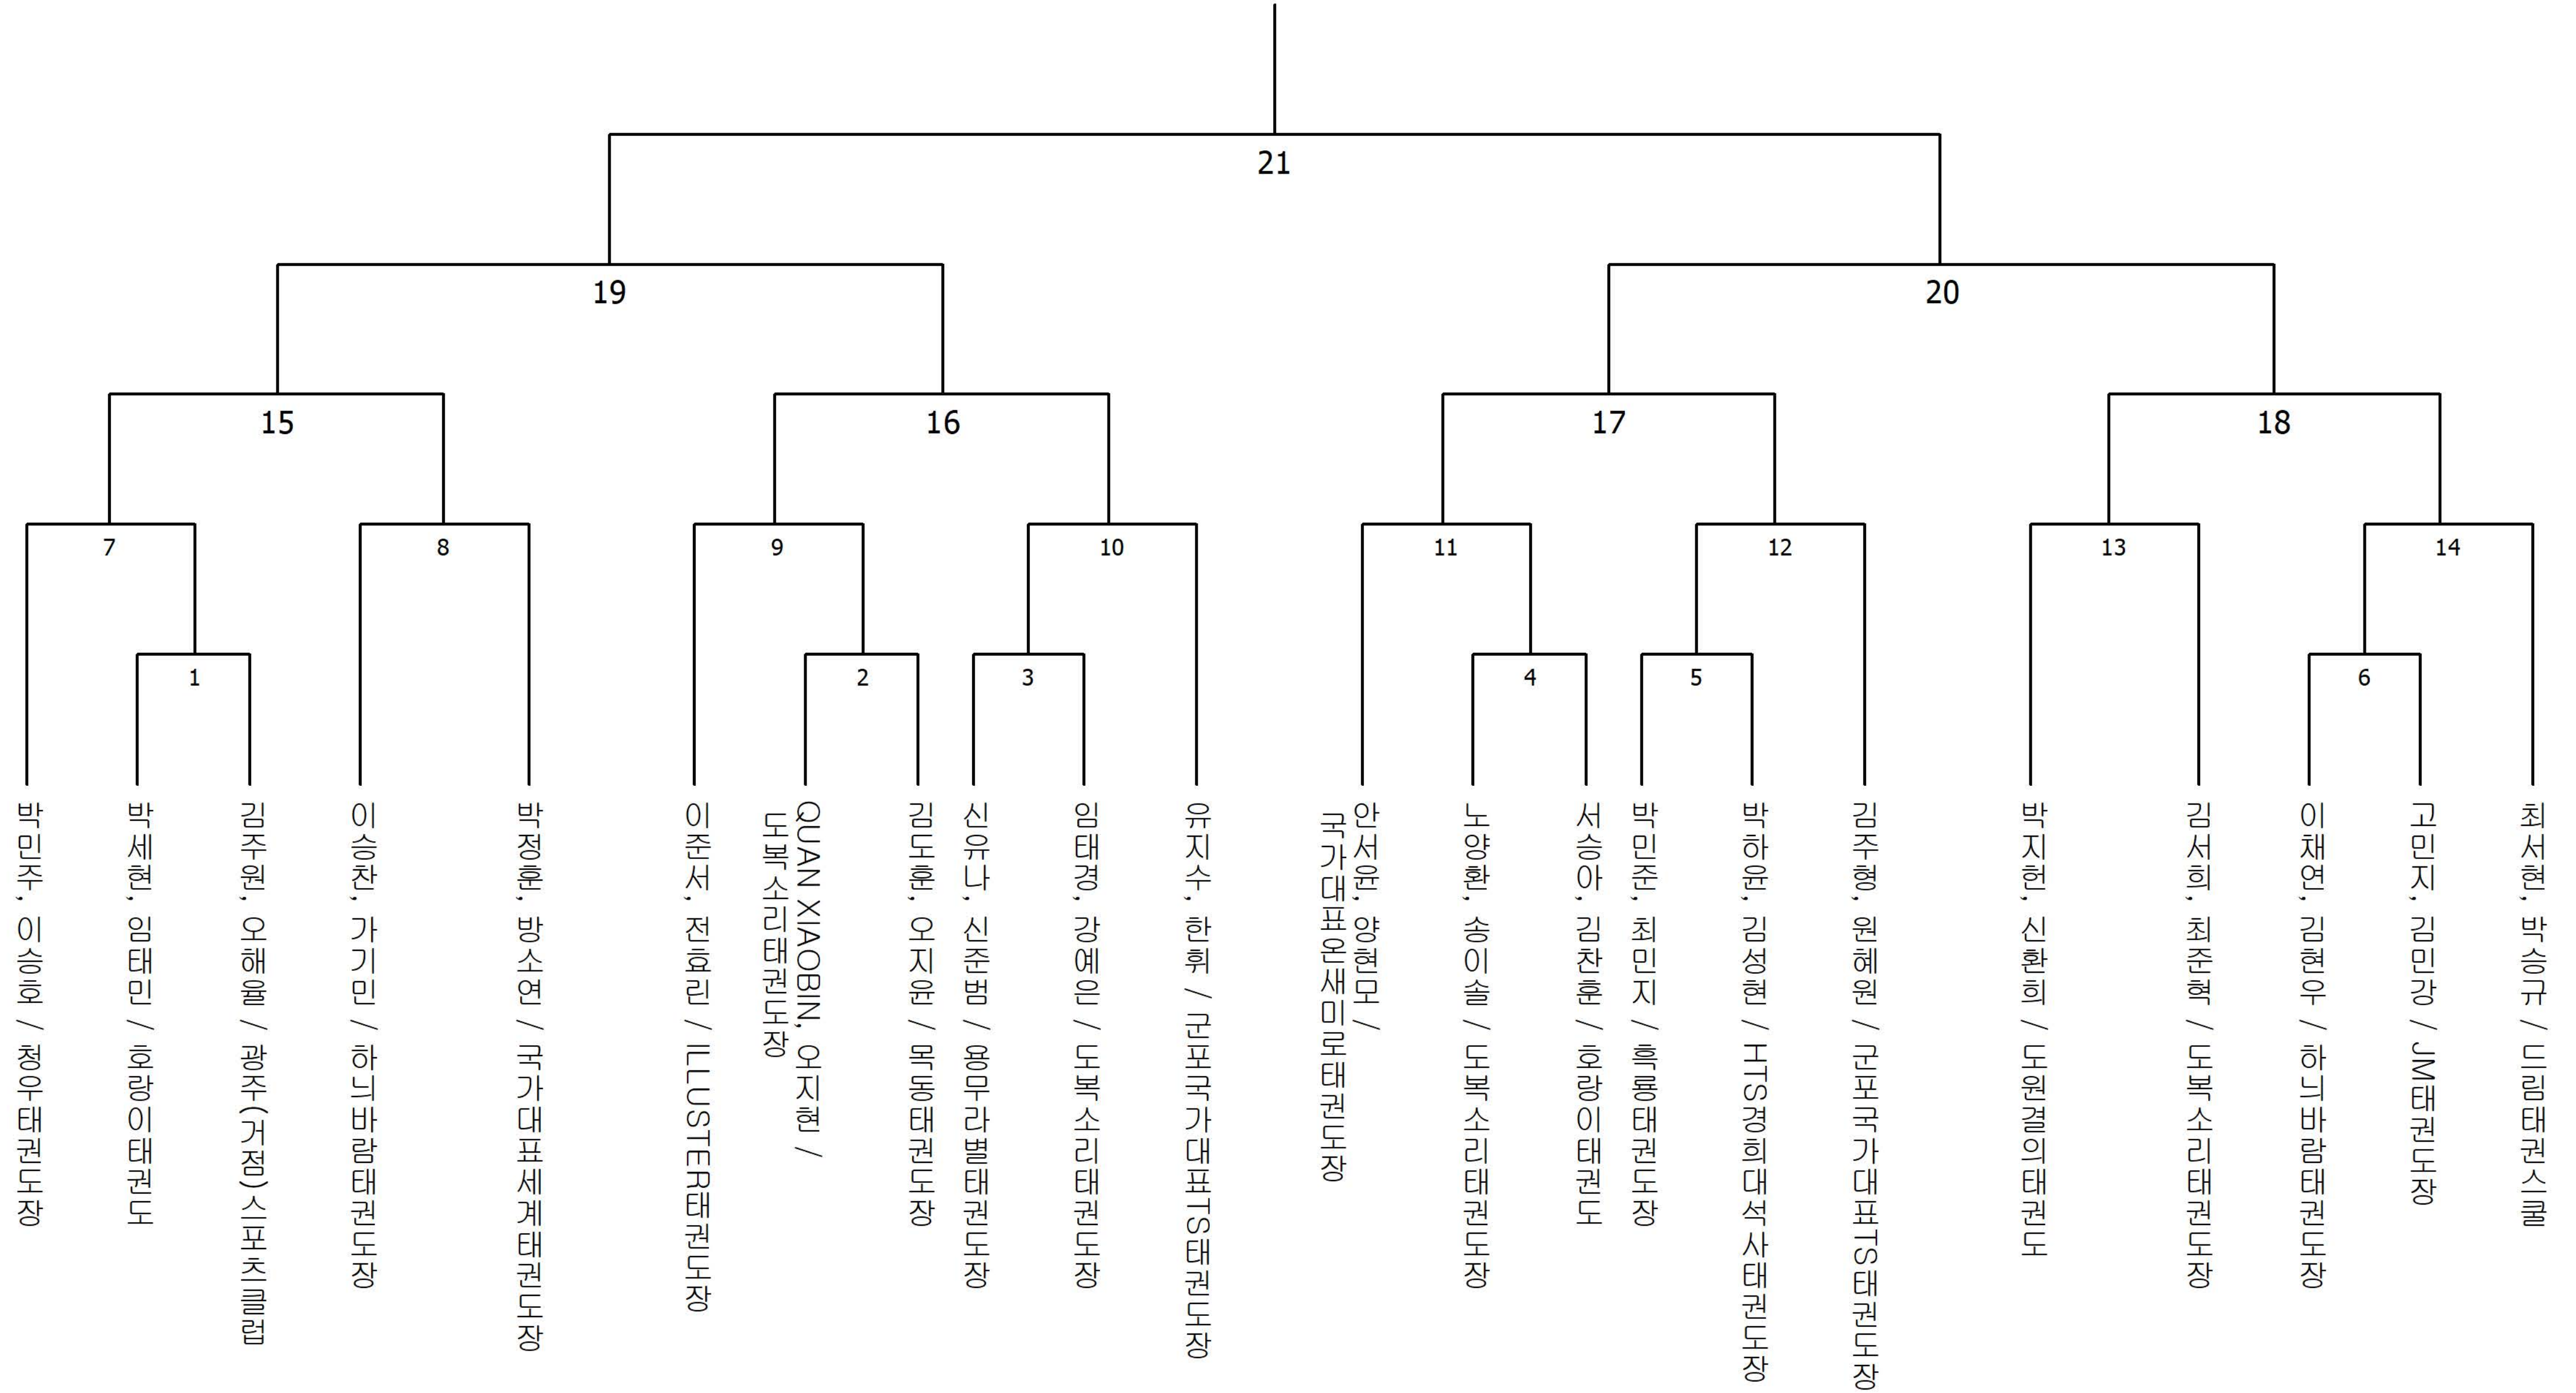 21
19
20
15
16
17
18
7
8
9
10
11
12
13
14
1
2
3
4
5
6
박민주, 이승호 / 청우태권도장
박세현, 임태민 / 호랑이태권도
김주원, 오해율 / 광주(거점)스포츠클럽
이승찬, 가기민 / 하늬바람태권도장
박정훈, 방소연 / 국가대표세계태권도장
이준서, 전효린 / ILLUSTER태권도장
QUAN XIAOBIN, 오지현 /
도복소리태권도장
김도훈, 오지윤 / 목동태권도장
신유나, 신준범 / 용무라별태권도장
임태경, 강예은 / 도복소리태권도장
유지수, 한휘 / 군포국가대표TS태권도장
안서윤, 양현모 /
국가대표온새미로태권도장
노양환, 송이솔 / 도복소리태권도장
서승아, 김찬훈 / 호랑이태권도
박민준, 최민지 / 흑룡태권도장
박하윤, 김성현 / HTS경희대석사태권도장
김주형, 원혜원 / 군포국가대표TS태권도장
박지헌, 신환희 / 도원결의태권도
김서희, 최준혁 / 도복소리태권도장
이채연, 김현우 / 하늬바람태권도장
고민지, 김민강 / JM태권도장
최서현, 박승규 / 드림태권스쿨